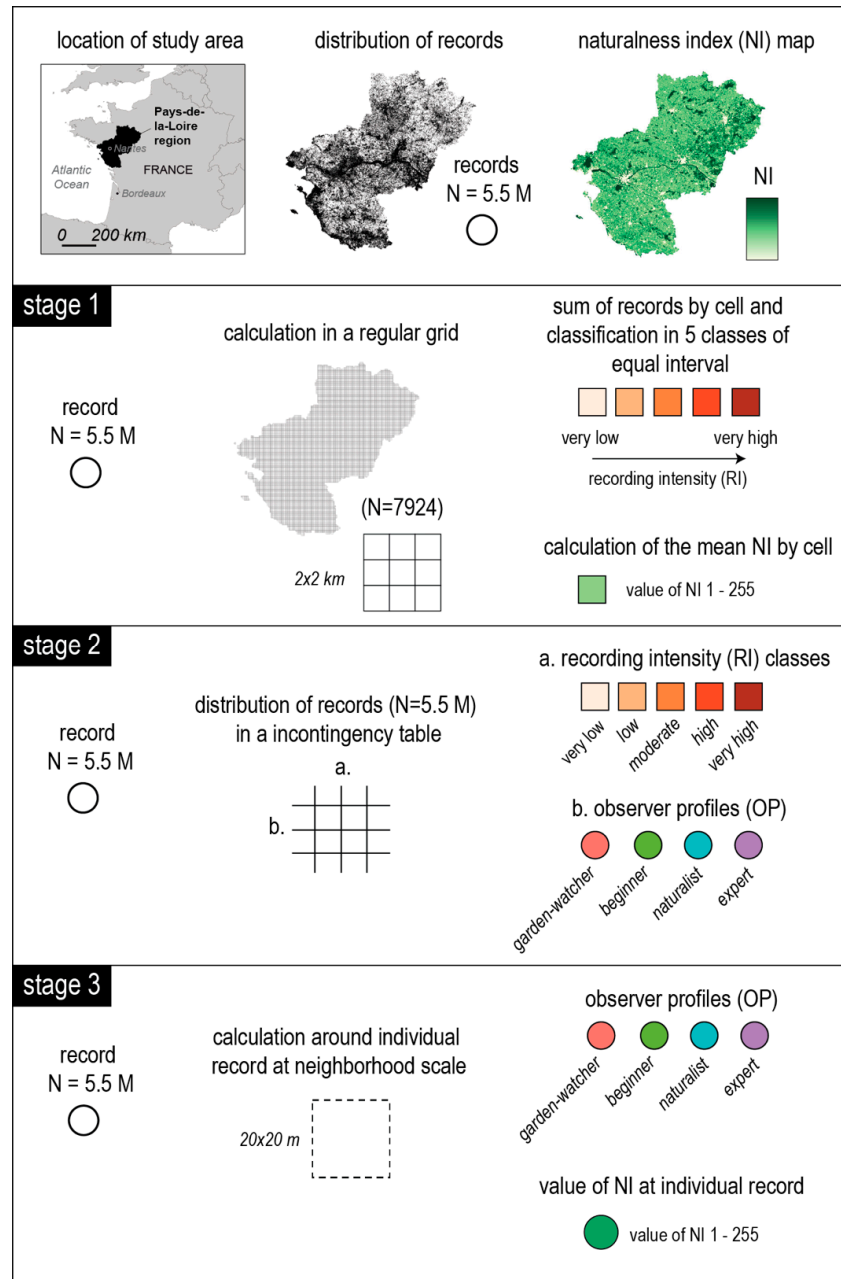 location of study area
distribution of records
naturalness index (NI) map
Pays-de-
la-Loire
region
Nantes
FRANCE
Atlantic
Ocean
Bordeaux
0 200 km
records
N = 5.5 M
NI
stage 1
calculation in a regular grid
sum of records by cell and
classification in 5 classes of
equal interval
record
N = 5.5 M
very low
very high
recording intensity (RI)
(N=7924)
2x2 km
calculation of the mean NI by cell
value of NI 1 - 255
stage 2
a. recording intensity (RI) classes
distribution of records (N=5.5 M)
in a incontingency table
record
N = 5.5 M
very low
low
moderate
high
very high
a.
b.
b. observer profiles (OP)
garden-watcher
beginner
naturalist
expert
stage 3
observer profiles (OP)
calculation around individual
record at neighborhood scale
record
N = 5.5 M
garden-watcher
beginner
naturalist
expert
20x20 m
value of NI at individual record
value of NI 1 - 255